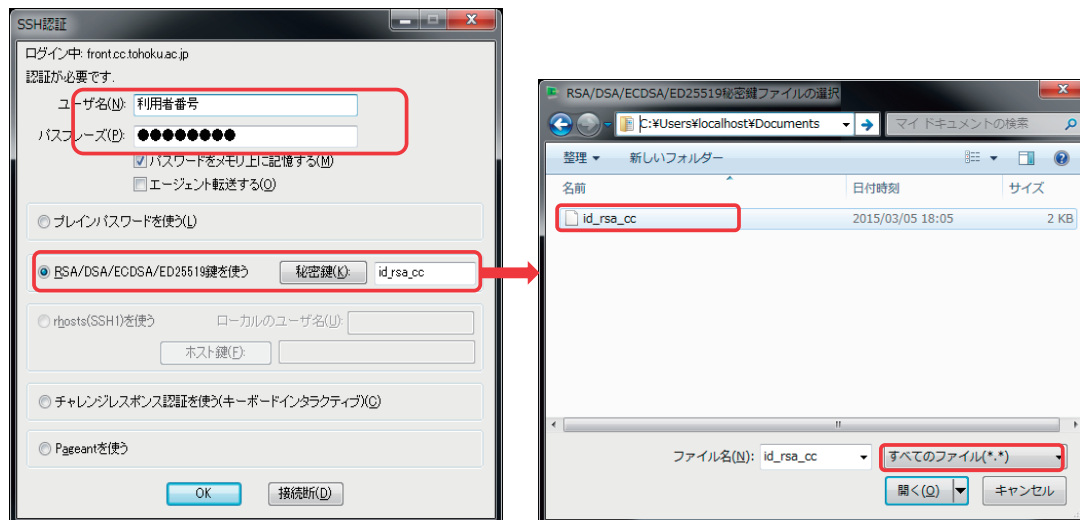 SSH認証
ログイン中: front.cc.tohoku.ac.jp
認証が必要です.
ユーザ名(N): 利用者番号
パスフレーズ(P): ●●●●●●●●
パスワードをメモリ上に記憶する(M)
エージェント転送する(O)
プレインパスワードを使う(L)
RSA/DSA/ECDSA/ED25519鍵を使う 秘密鍵(K): id_rsa_cc
rhosts(SSH1)を使う ローカルのユーザ名(U):
ホスト鍵(F):
チャレンジレスポンス認証を使う(キーボードインタラクティブ)(C)
Pageantを使う
OK 接続断(D)
RSA/DSA/ECDSA/ED25519秘密鍵ファイルの選択
C:¥Users¥localhost¥Documents マイ ドキュメントの検索
整理 新しいフォルダー
名前 日付時刻 サイズ
id_rsa_cc 2015/03/05 18:05 2 KB
ファイル名(N): id_rsa_cc すべてのファイル(*.*)
開く(O) キャンセル